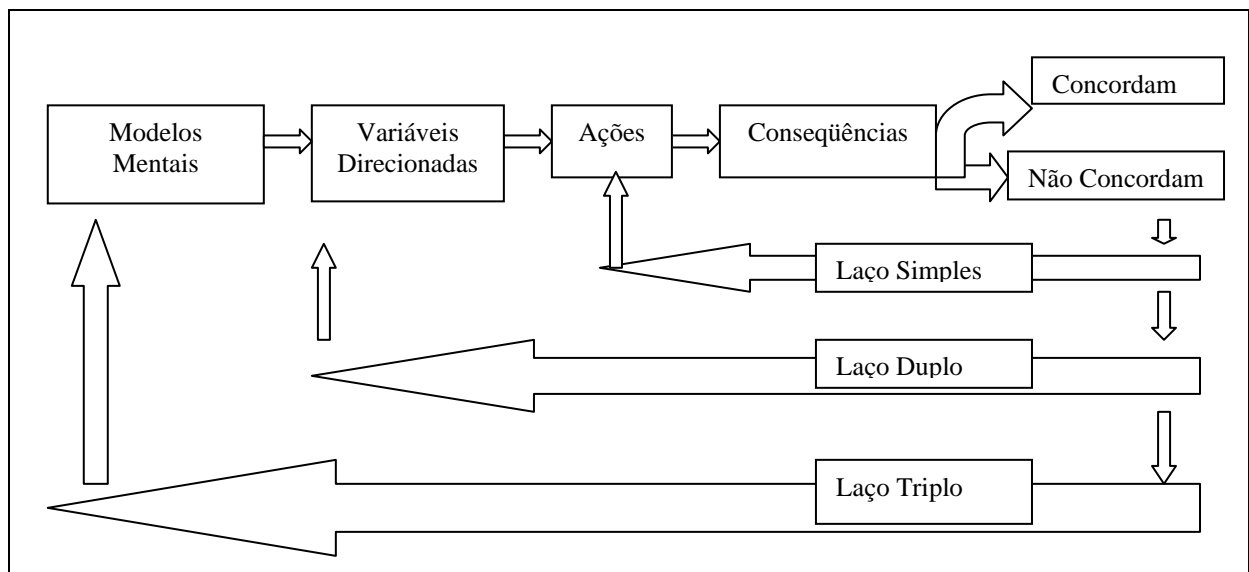 Concordam
Modelos
Mentais
Variáveis
Direcionadas
Ações
Conseqüências
Não Concordam
Laço Simples
Laço Duplo
Laço Triplo